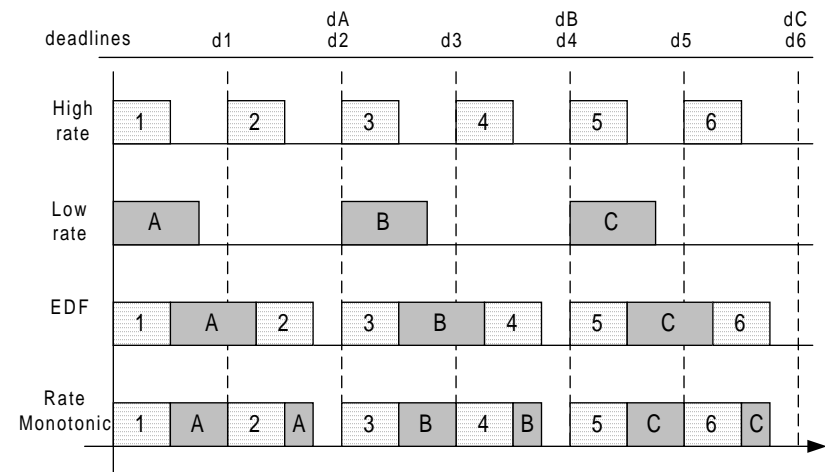 dA dB dC
deadlines d1 d2 d3 d4 d5 d6
High
rate
1 2 3 4 5 6
Low
rate
A B C
EDF
1 A 2 3 B 4 5 C 6
Rate
Monotonic
1 A 2 A 3 B 4 B 5 C 6 C